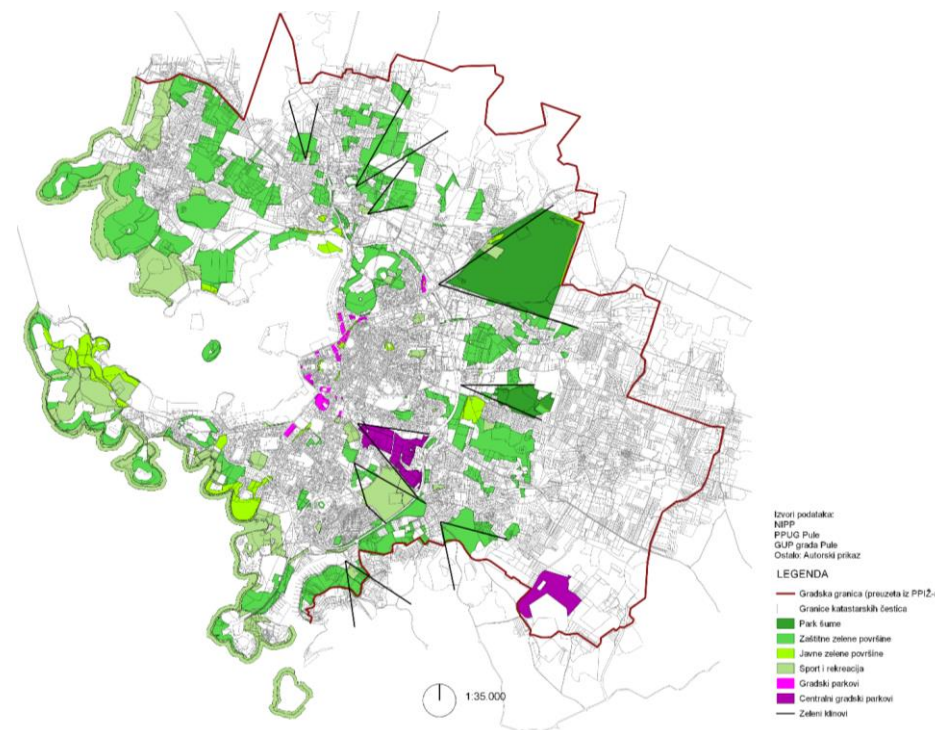 1:35.000
Izvori podataka:
NIPP
PPUG Pule
GUP grada Pule
Ostalo: Autorski prikaz
LEGENDA
Gradska granica (preuzeta iz PPIŽ-
Granice katastarskih čestica
Park šume
Zaštitne zelene površine
Javne zelene površine
Sport i rekreacija
Gradski parkovi
Centralni gradski parkovi
Zeleni klinovi